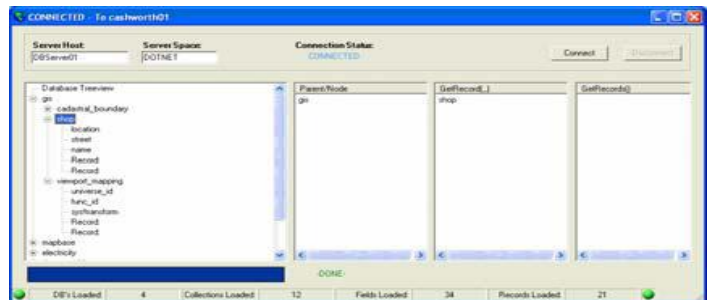 CONNECTED - To cashworth01
Server Host: Server Space: Connection Status:
DBServer01 DOTNET CONNECTED Connect Disconnect
Database Treeview
gis
cadastral_boundary
shop
location
street
name
Record
Record
viewport_mapping
universe_id
func_id
systransform
Record
Record
mapbase
electricity
Parent/Node
gis
GetRecord(,,)
shop
GetRecords()
-DONE-
DB's Loaded: 4 Collections Loaded: 12 Fields Loaded: 34 Records Loaded: 21